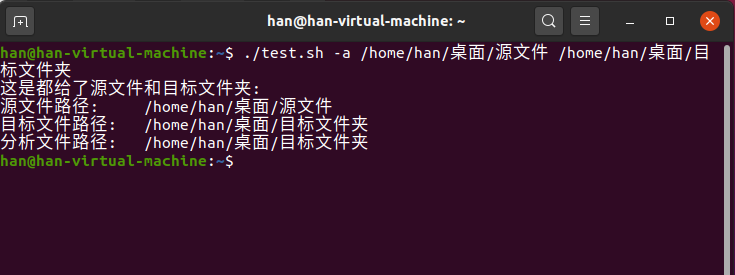 han@han-virtual-machine: ~
han@han-virtual-machine:~$ ./test.sh -a /home/han/桌面/源文件 /home/han/桌面/目
标文件夹
这是都给了源文件和目标文件夹:
源文件路径:   /home/han/桌面/源文件
目标文件路径:   /home/han/桌面/目标文件夹
分析文件路径:   /home/han/桌面/目标文件夹
han@han-virtual-machine:~$